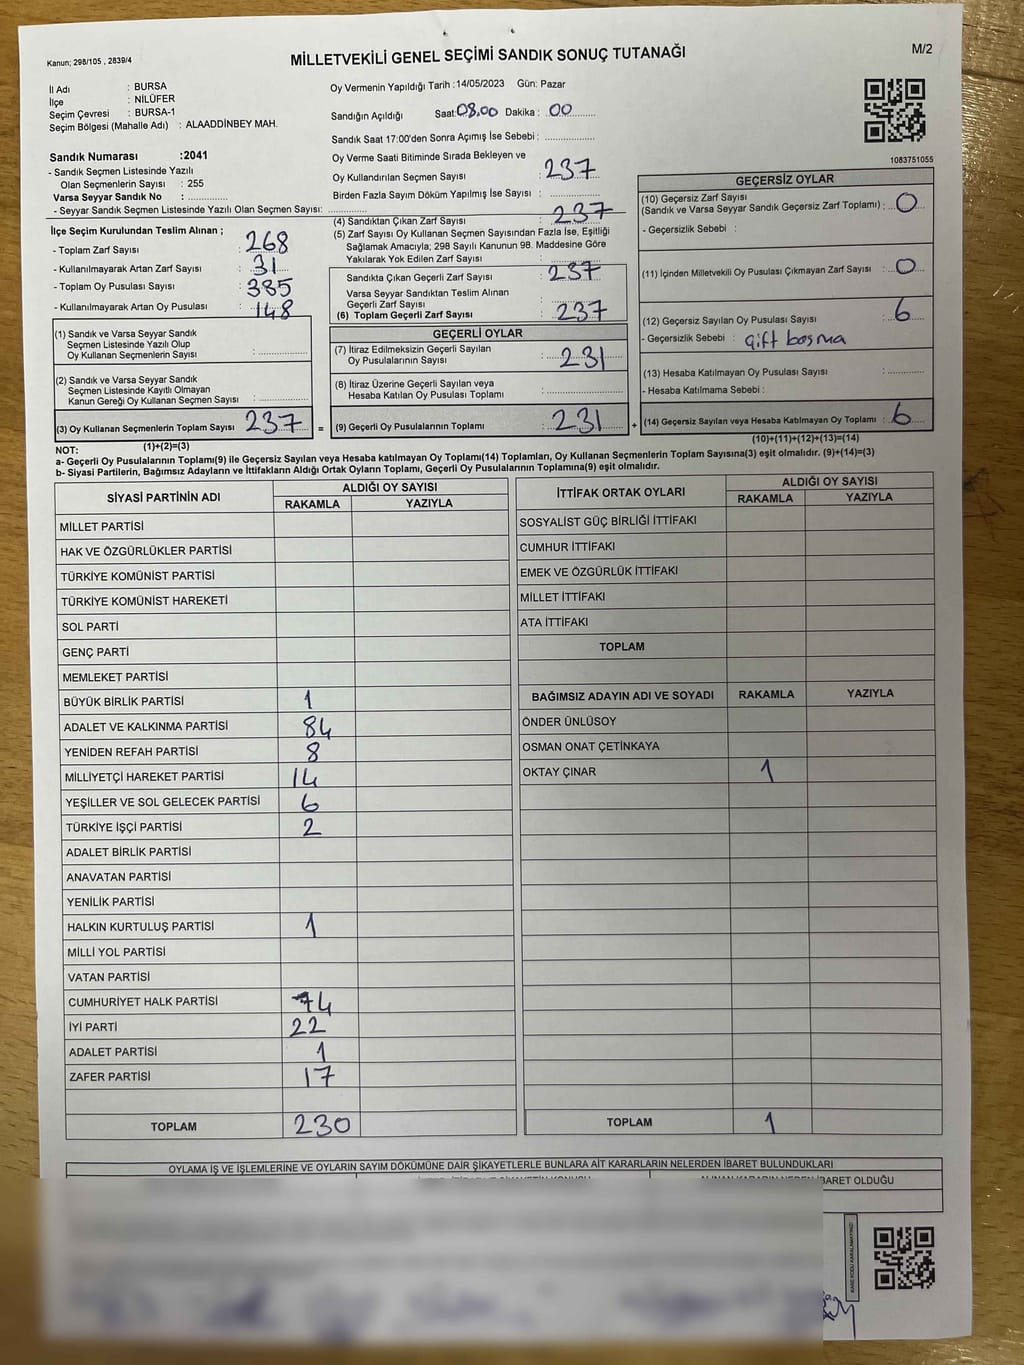 Kanun; 298/105 , 2839/4
MİLLETVEKİLİ GENEL SEÇİMİ SANDIK SONUÇ TUTANAĞI
M/2
İl Adı : BURSA
İlçe : NİLÜFER
Seçim Çevresi : BURSA-1
Seçim Bölgesi (Mahalle Adı) : ALAADDİNBEY MAH.
Sandık Numarası :2041
- Sandık Seçmen Listesinde Yazılı
Olan Seçmenlerin Sayısı : 255
Varsa Seyyar Sandık No :
- Seyyar Sandık Seçmen Listesinde Yazılı Olan Seçmen Sayısı:
Oy Vermenin Yapıldığı Tarih :14/05/2023 Gün: Pazar
Sandığın Açıldığı Saat:08.00 Dakika : 00
Sandık Saat 17:00'den Sonra Açımış İse Sebebi :
Oy Verme Saati Bitiminde Sırada Bekleyen ve
Oy Kullandırılan Seçmen Sayısı : 237
Birden Fazla Sayım Döküm Yapılmış İse Sayısı :
1083751055
İlçe Seçim Kurulundan Teslim Alınan ;
- Toplam Zarf Sayısı : 268
- Kullanılmayarak Artan Zarf Sayısı : 31
- Toplam Oy Pusulası Sayısı : 385
- Kullanılmayarak Artan Oy Pusulası : 148
(1) Sandık ve Varsa Seyyar Sandık
Seçmen Listesinde Yazılı Olup
Oy Kullanan Seçmenlerin Sayısı :
(2) Sandık ve Varsa Seyyar Sandık
Seçmen Listesinde Kayıtlı Olmayan
Kanun Gereği Oy Kullanan Seçmen Sayısı :
(3) Oy Kullanan Seçmenlerin Toplam Sayısı 237 =
(4) Sandıktan Çıkan Zarf Sayısı : 237
(5) Zarf Sayısı Oy Kullanan Seçmen Sayısından Fazla İse, Eşitliği
Sağlamak Amacıyla; 298 Sayılı Kanunun 98. Maddesine Göre
Yakılarak Yok Edilen Zarf Sayısı :
Sandıkta Çıkan Geçerli Zarf Sayısı : 237
Varsa Seyyar Sandıktan Teslim Alınan
Geçerli Zarf Sayısı :
(6) Toplam Geçerli Zarf Sayısı : 237
GEÇERLİ OYLAR
(7) İtiraz Edilmeksizin Geçerli Sayılan
Oy Pusulalarının Sayısı : 231
(8) İtiraz Üzerine Geçerli Sayılan veya
Hesaba Katılan Oy Pusulası Toplamı :
(9) Geçerli Oy Pusulalarının Toplamı : 231 +
GEÇERSİZ OYLAR
(10) Geçersiz Zarf Sayısı
(Sandık ve Varsa Seyyar Sandık Geçersiz Zarf Toplamı) : 0
- Geçersizlik Sebebi :
(11) İçinden Milletvekili Oy Pusulası Çıkmayan Zarf Sayısı : 0
(12) Geçersiz Sayılan Oy Pusulası Sayısı : 6
- Geçersizlik Sebebi : çift basma
(13) Hesaba Katılmayan Oy Pusulası Sayısı :
- Hesaba Katılmama Sebebi :
(14) Geçersiz Sayılan veya Hesaba Katılmayan Oy Toplamı : 6
NOT: (1)+(2)=(3) (10)+(11)+(12)+(13)=(14)
a- Geçerli Oy Pusulalarının Toplamı(9) ile Geçersiz Sayılan veya Hesaba Katılmayan Oy Toplamı(14) Toplamları, Oy Kullanan Seçmenlerin Toplam Sayısına(3) eşit olmalıdır. (9)+(14)=(3)
b- Siyasi Partilerin, Bağımsız Adayların ve İttifakların Aldığı Ortak Oyların Toplamı, Geçerli Oy Pusulalarının Toplamına(9) eşit olmalıdır.
SİYASİ PARTİNİN ADI ALDIĞI OY SAYISI
RAKAMLA YAZIYLA
MİLLET PARTİSİ
HAK VE ÖZGÜRLÜKLER PARTİSİ
TÜRKİYE KOMÜNİST PARTİSİ
TÜRKİYE KOMÜNİST HAREKETİ
SOL PARTİ
GENÇ PARTİ
MEMLEKET PARTİSİ
BÜYÜK BİRLİK PARTİSİ 1
ADALET VE KALKINMA PARTİSİ 84
YENİDEN REFAH PARTİSİ 8
MİLLİYETÇİ HAREKET PARTİSİ 14
YEŞİLLER VE SOL GELECEK PARTİSİ 6
TÜRKİYE İŞÇİ PARTİSİ 2
ADALET BİRLİK PARTİSİ
ANAVATAN PARTİSİ
YENİLİK PARTİSİ
HALKIN KURTULUŞ PARTİSİ 1
MİLLİ YOL PARTİSİ
VATAN PARTİSİ
CUMHURİYET HALK PARTİSİ 74
İYİ PARTİ 22
ADALET PARTİSİ 1
ZAFER PARTİSİ 17
TOPLAM 230
İTTİFAK ORTAK OYLARI ALDIĞI OY SAYISI
RAKAMLA YAZIYLA
SOSYALİST GÜÇ BİRLİĞİ İTTİFAKI
CUMHUR İTTİFAKI
EMEK VE ÖZGÜRLÜK İTTİFAKI
MİLLET İTTİFAKI
ATA İTTİFAKI
TOPLAM
BAĞIMSIZ ADAYIN ADI VE SOYADI RAKAMLA YAZIYLA
ÖNDER ÜNLÜSOY
OSMAN ONAT ÇETİNKAYA
OKTAY ÇINAR 1
TOPLAM 1
OYLAMA İŞ VE İŞLEMLERİNE VE OYLARIN SAYIM DÖKÜMÜNE DAİR ŞİKAYETLERLE BUNLARA AİT KARARLARIN NELERDEN İBARET BULUNDUKLARI
İBARET OLDUĞU